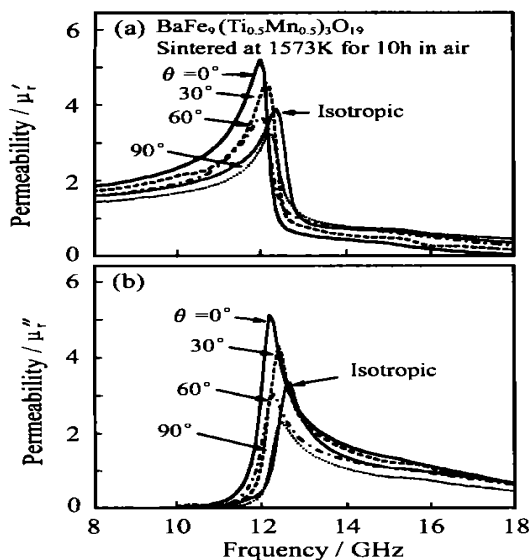 (a) BaFe₉(Ti₀.₅Mn₀.₅)₃O₁₉
Sintered at 1573K for 10h in air
θ = 0°
30°
60°
90°
Isotropic
Permeability / μ′ᵣ
6
4
2
0
(b)
θ = 0°
30°
60°
90°
Isotropic
Permeability / μ″ᵣ
6
4
2
0
8 10 12 14 16 18
Frquency / GHz